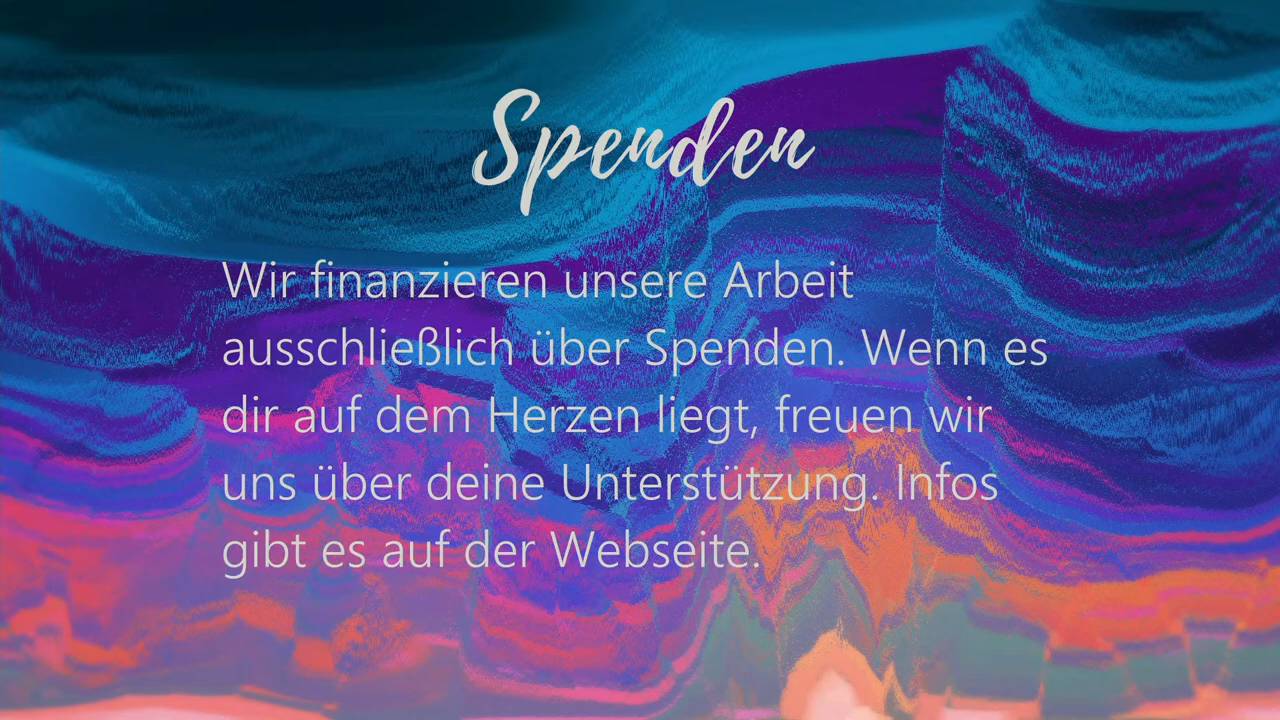 Spenden
Wir finanzieren unsere Arbeit
ausschließlich über Spenden. Wenn es
dir auf dem Herzen liegt, freuen wir
uns über deine Unterstützung. Infos
gibt es auf der Webseite.